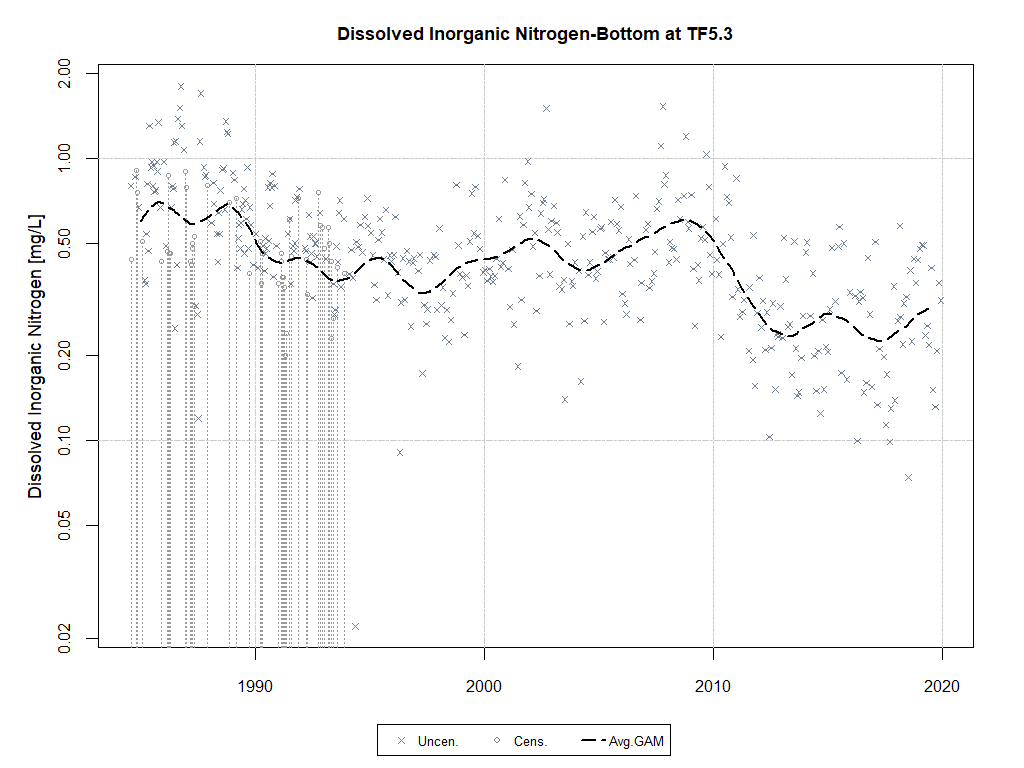 Dissolved Inorganic Nitrogen-Bottom at TF5.3
Dissolved Inorganic Nitrogen [mg/L]
2.00
1.00
0.50
0.20
0.10
0.05
0.02
1990 2000 2010 2020
Uncen. Cens. Avg.GAM